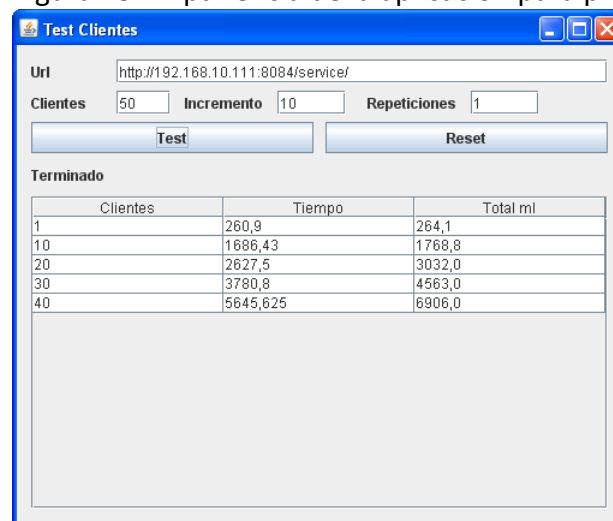 Test Clientes
Url http://192.168.10.111:8084/service/
Clientes 50 Incremento 10 Repeticiones 1
Test Reset
Terminado
Clientes Tiempo Total ml
1 260,9 264,1
10 1686,43 1768,8
20 2627,5 3032,0
30 3780,8 4563,0
40 5645,625 6906,0